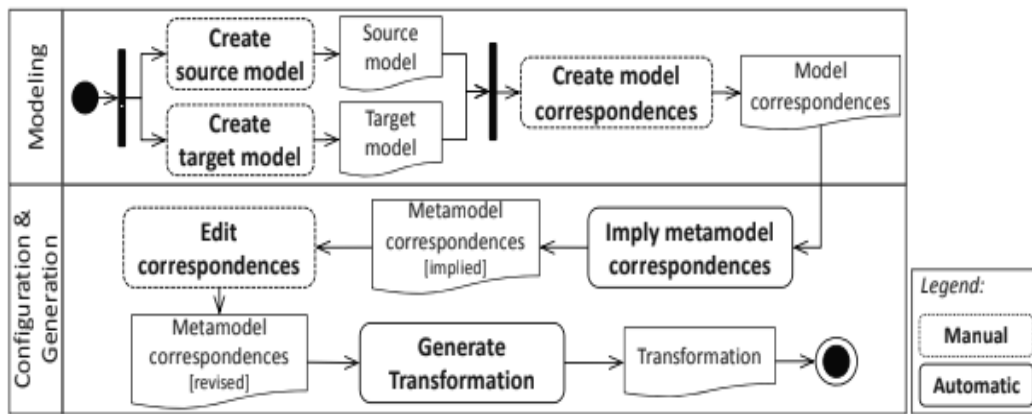 Modeling
Create
source model
Source
model
Create
target model
Target
model
Create model
correspondences
Model
correspondences
Configuration &
Generation
Edit
correspondences
Metamodel
correspondences
[implied]
Imply metamodel
correspondences
Metamodel
correspondences
[revised]
Generate
Transformation
Transformation
Legend:
Manual
Automatic